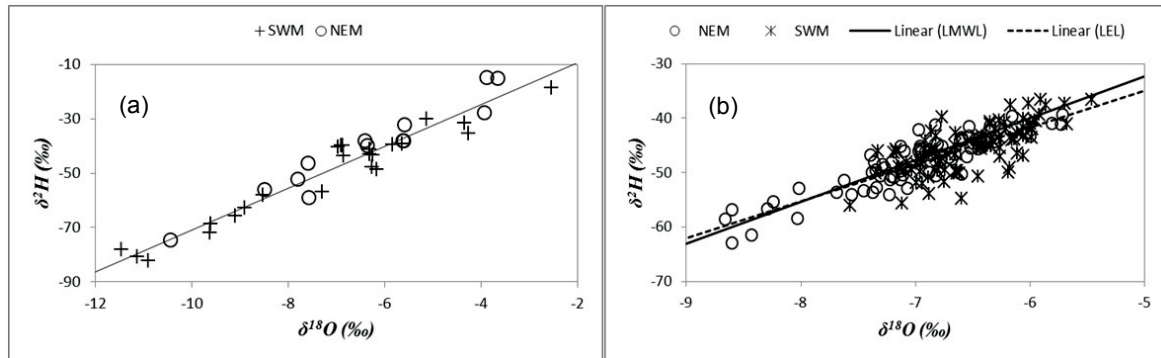 SWM NEM
(a)
-10
-30
-50
-70
-90
δ²H (‰)
-12 -10 -8 -6 -4 -2
δ¹⁸O (‰)
NEM SWM Linear (LMWL) Linear (LEL)
(b)
-30
-40
-50
-60
-70
δ²H (‰)
-9 -8 -7 -6 -5
δ¹⁸O (‰)